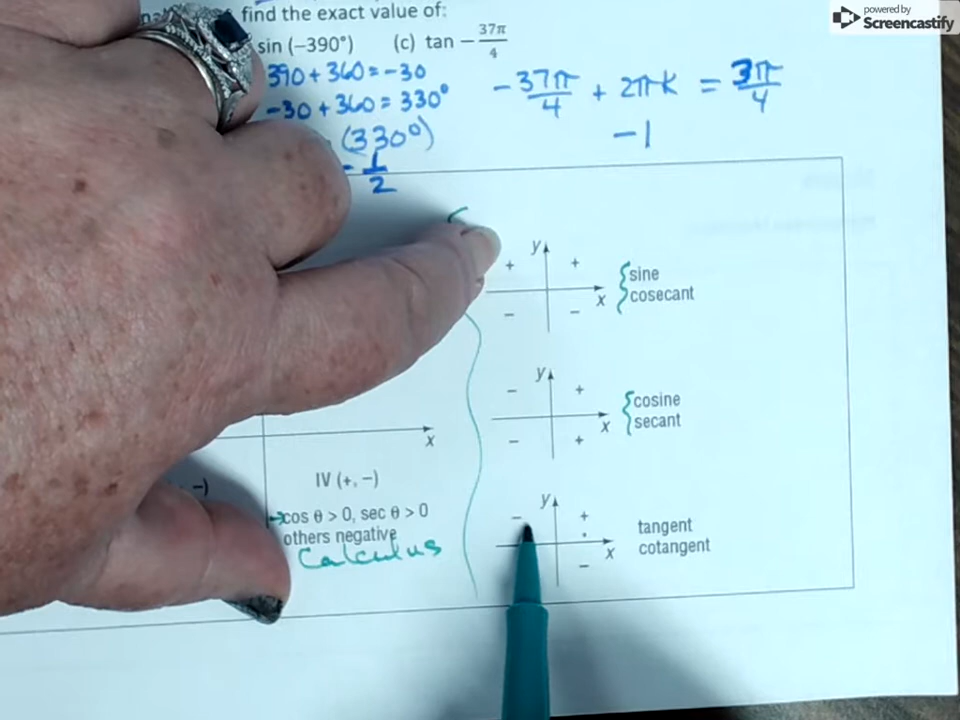 find the exact value of:
sin (−390°) (c) tan − 37π/4
390 + 360 = −30
−30 + 360 = 330°
(330°)
− 1/2
− 37π/4 + 2πk = 3π/4
−1
y
+ +
x
− −
sine
cosecant
y
− +
x
− +
cosine
secant
x
IV (+, −)
−)
cos θ > 0, sec θ > 0
others negative
Calculus
y
− +
x
−
tangent
cotangent
powered by
Screencastify